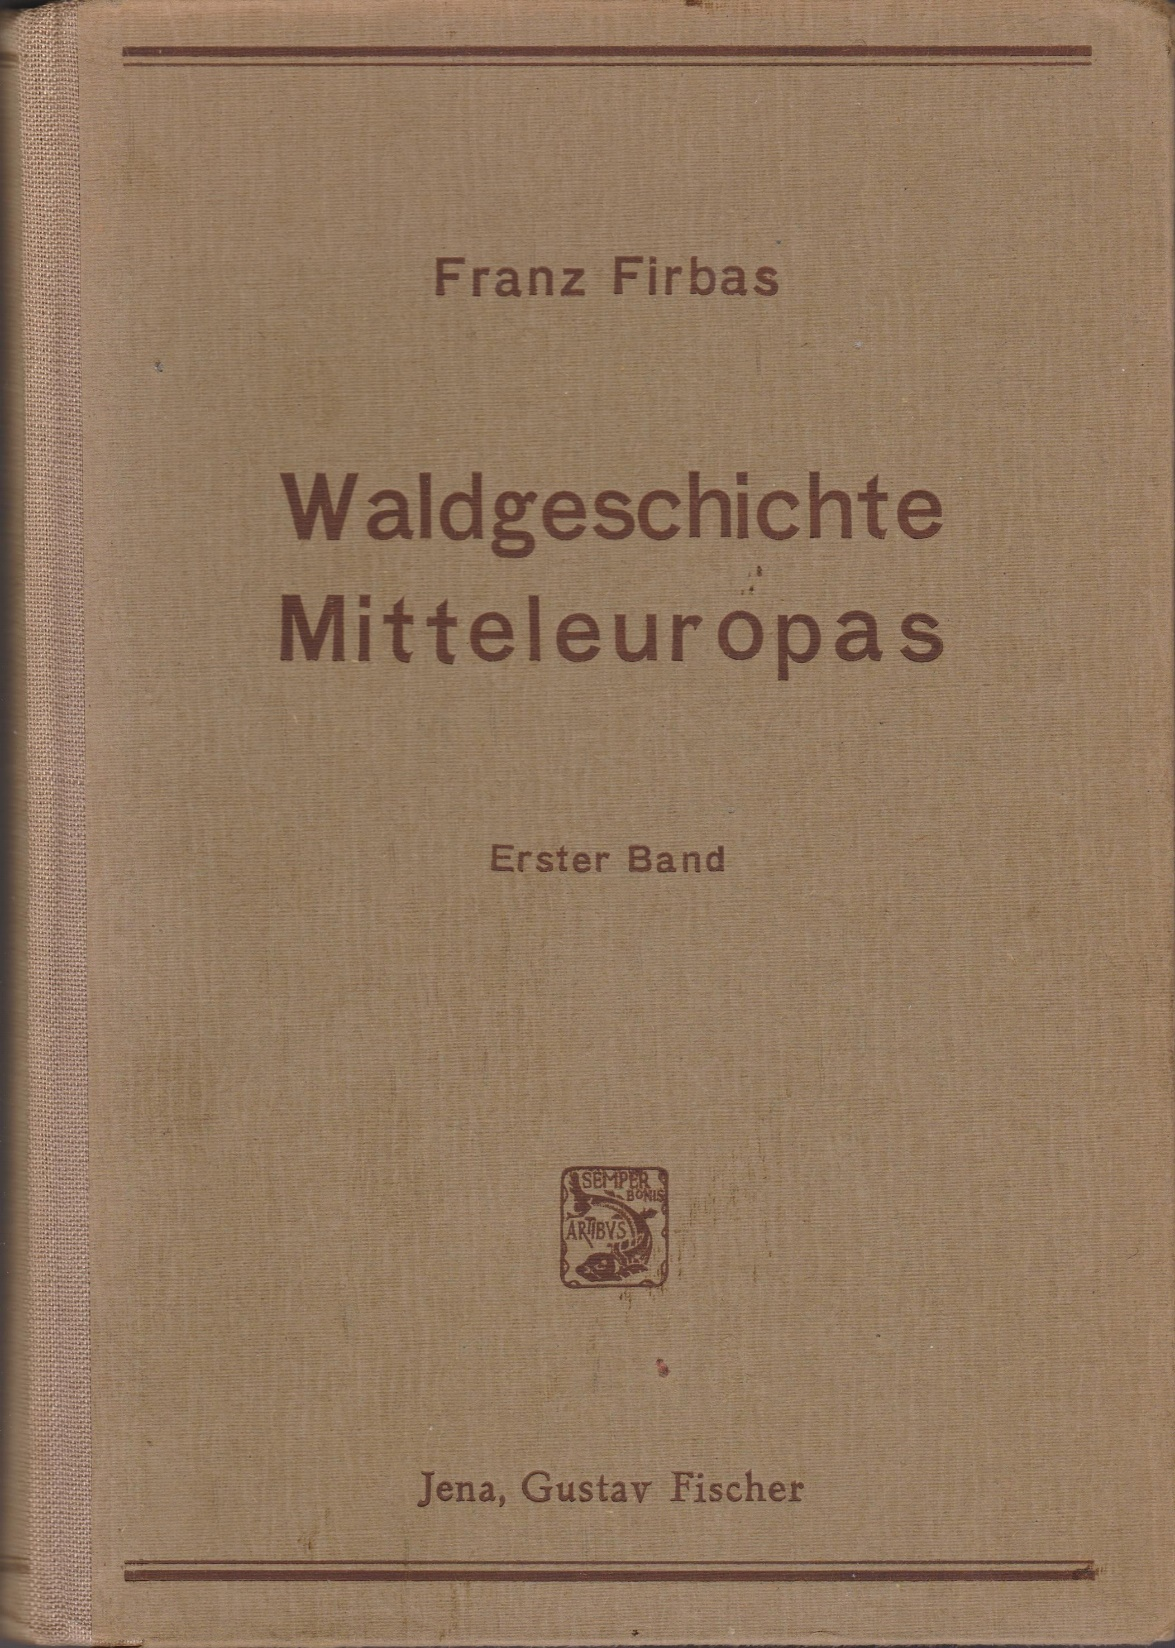 Franz Firbas
Waldgeschichte
Mitteleuropas
Erster Band
SEMPER
BONIS
ARTIBVS
Jena, Gustav Fischer